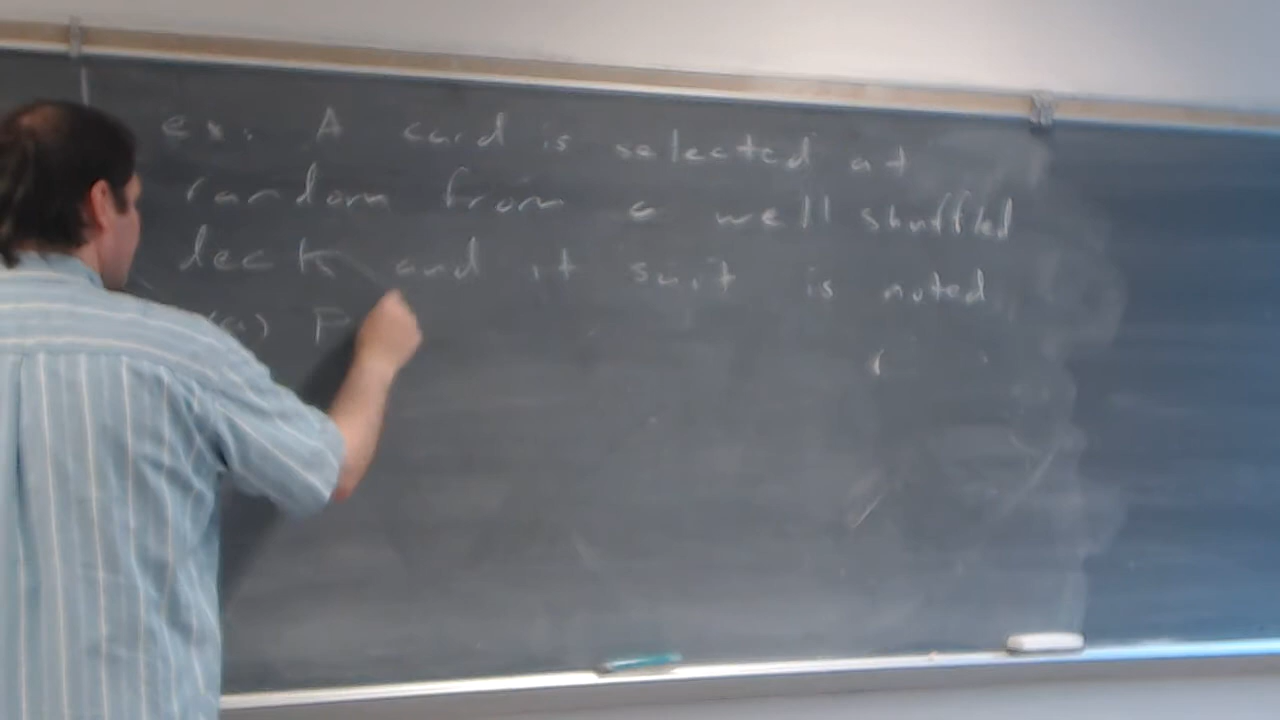 ex: A card is selected at
random from a well shuffled
deck and it suit is noted
(a) P